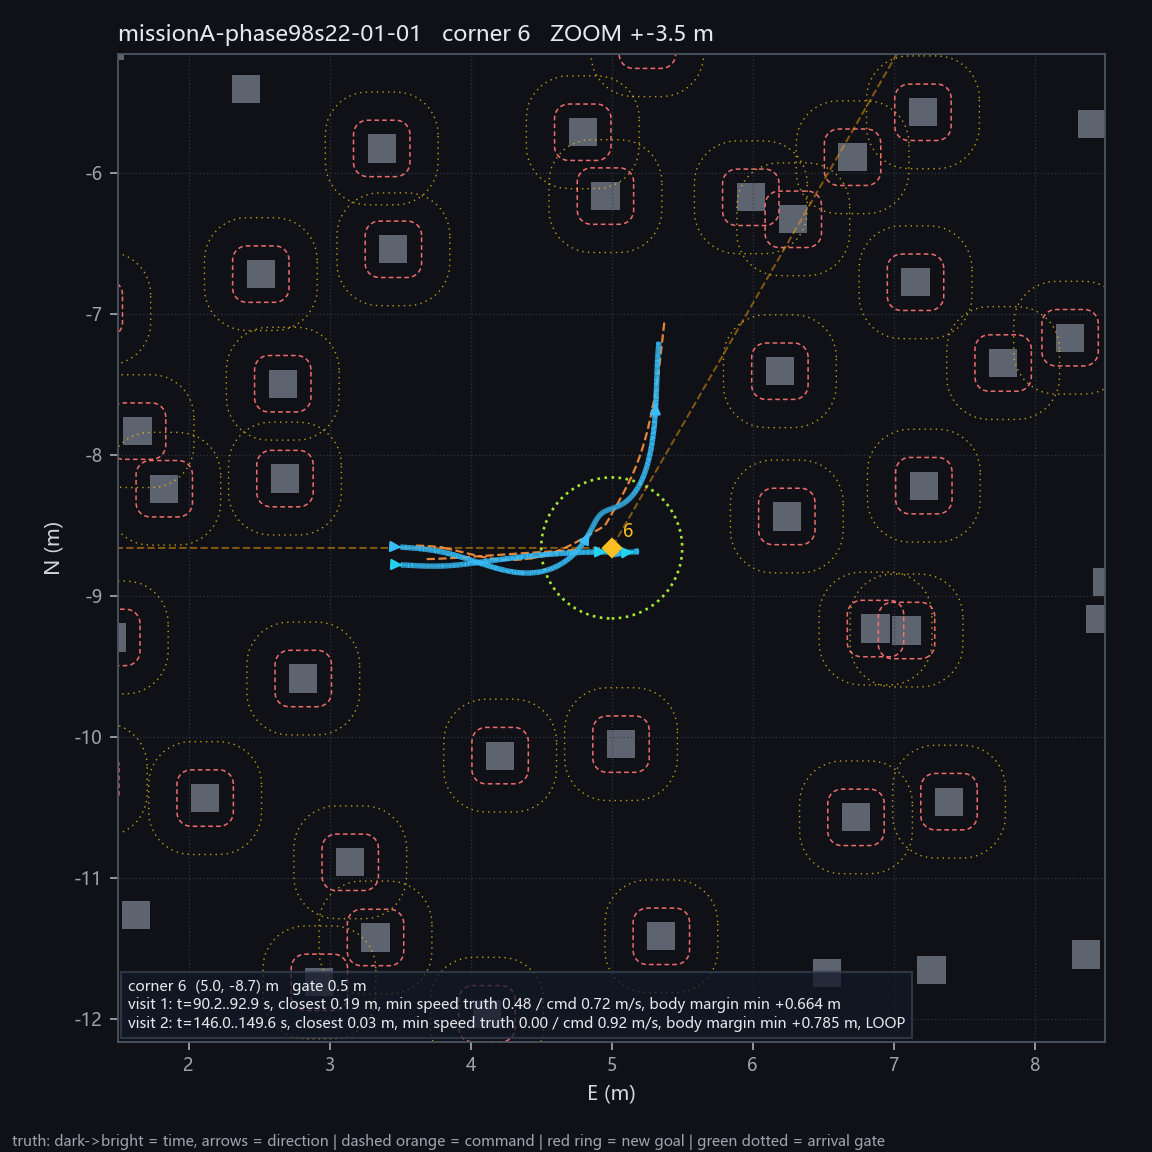 missionA-phase98s22-01-01   corner 6   ZOOM +-3.5 m
-6
-7
-8
-9
-10
-11
-12
N (m)
6
corner 6  (5.0, -8.7) m   gate 0.5 m
visit 1: t=90.2..92.9 s, closest 0.19 m, min speed truth 0.48 / cmd 0.72 m/s, body margin min +0.664 m
visit 2: t=146.0..149.6 s, closest 0.03 m, min speed truth 0.00 / cmd 0.92 m/s, body margin min +0.785 m, LOOP
2 3 4 5 6 7 8
E (m)
truth: dark->bright = time, arrows = direction | dashed orange = command | red ring = new goal | green dotted = arrival gate